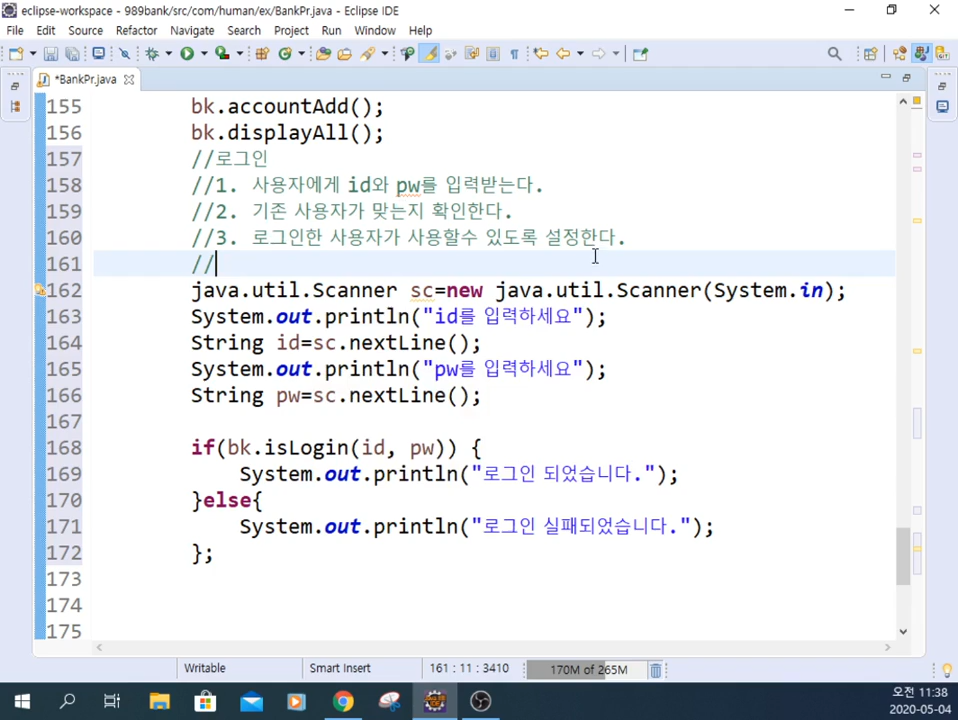 eclipse-workspace - 989bank/src/com/human/ex/BankPr.java - Eclipse IDE
File Edit Source Refactor Navigate Search Project Run Window Help
*BankPr.java
155 bk.accountAdd();
156 bk.displayAll();
157 //로그인
158 //1. 사용자에게 id와 pw를 입력받는다.
159 //2. 기존 사용자가 맞는지 확인한다.
160 //3. 로그인한 사용자가 사용할수 있도록 설정한다.
161 //
162 java.util.Scanner sc=new java.util.Scanner(System.in);
163 System.out.println("id를 입력하세요");
164 String id=sc.nextLine();
165 System.out.println("pw를 입력하세요");
166 String pw=sc.nextLine();
167
168 if(bk.isLogin(id, pw)) {
169 System.out.println("로그인 되었습니다.");
170 }else{
171 System.out.println("로그인 실패되었습니다.");
172 };
173
174
175
Writable Smart Insert 161 : 11 : 3410 170M of 265M
오전 11:38
2020-05-04